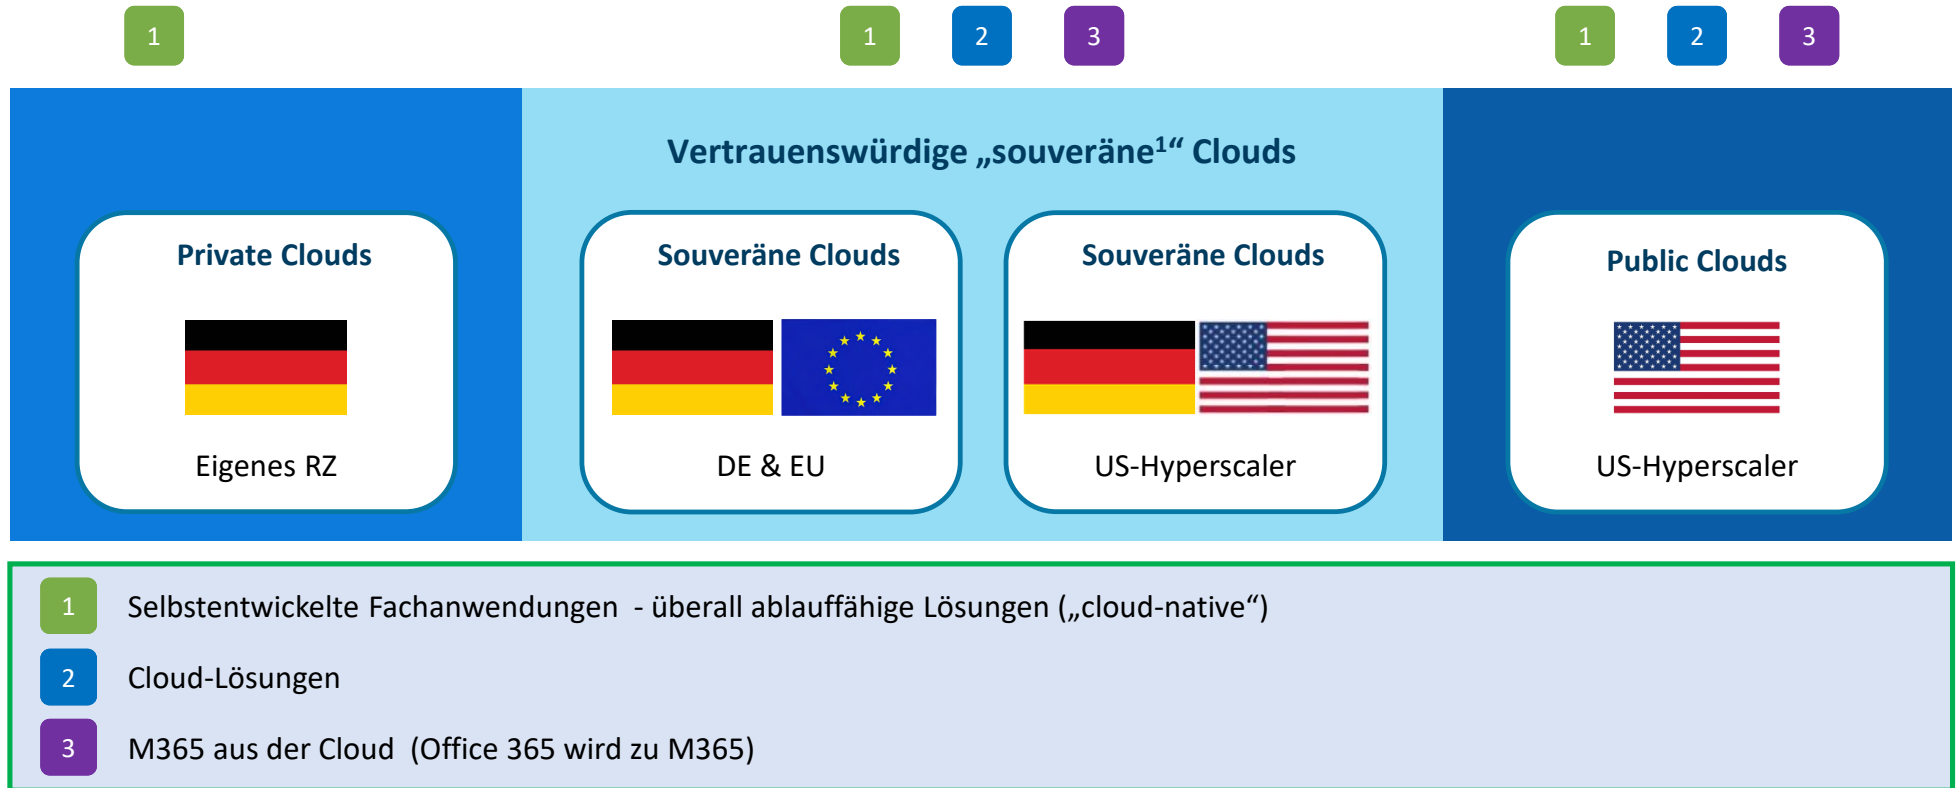 1
1 2 3
1 2 3
Vertrauenswürdige „souveräne¹“ Clouds
Private Clouds
Eigenes RZ
Souveräne Clouds
DE & EU
Souveräne Clouds
US-Hyperscaler
Public Clouds
US-Hyperscaler
1 Selbstentwickelte Fachanwendungen - überall ablauffähige Lösungen („cloud-native“)
2 Cloud-Lösungen
3 M365 aus der Cloud (Office 365 wird zu M365)